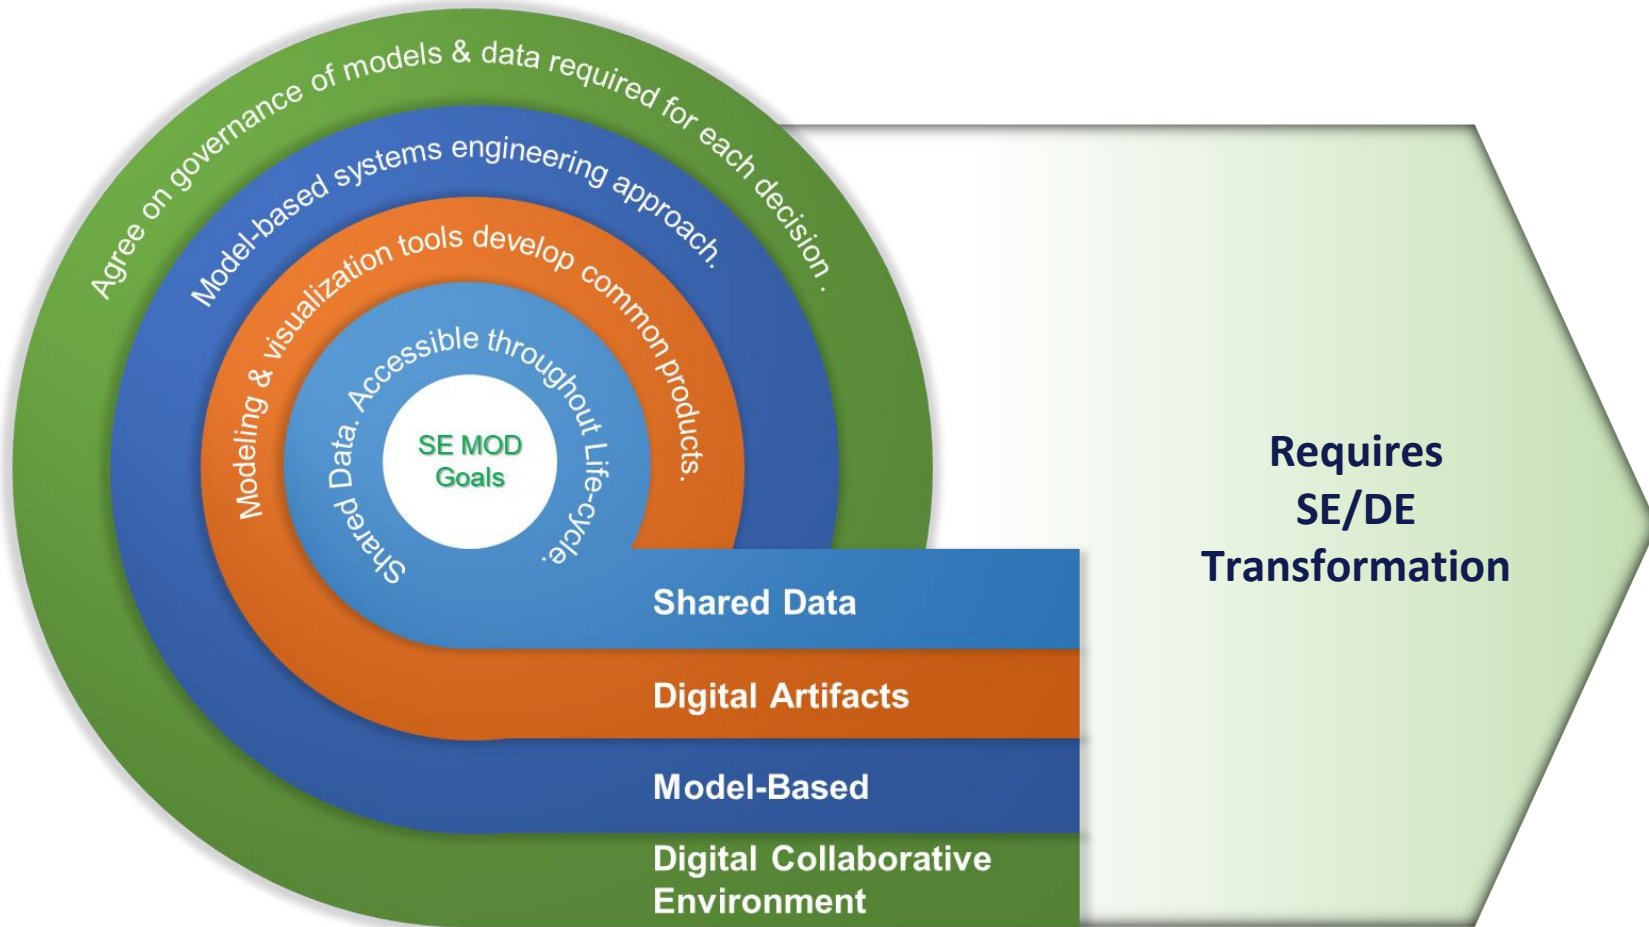 Agree on governance of models & data required for each decision .
Model-based systems engineering approach.
Modeling & visualization tools develop common products.
Shared Data. Accessible throughout Life-cycle.
SE MOD
Goals
Shared Data
Digital Artifacts
Model-Based
Digital Collaborative
Environment
Requires
SE/DE
Transformation